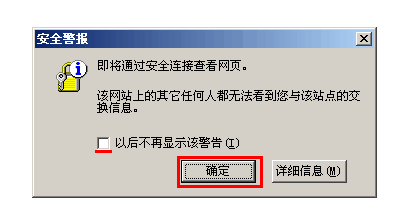 安全警报
即将通过安全连接查看网页。
该网站上的其它任何人都无法看到您与该站点的交
换信息。
以后不再显示该警告(I)
确定
详细信息(M)